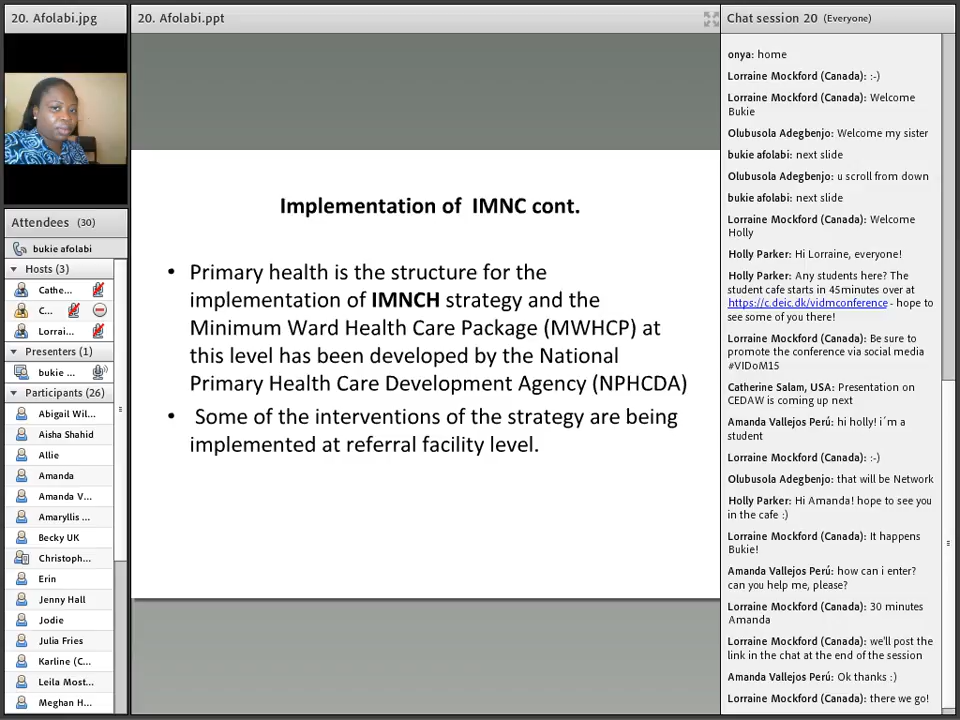 20. Afolabi.jpg
Attendees (30)
bukie afolabi
Hosts (3)
Cathe...
C...
Lorrai...
Presenters (1)
bukie ...
Participants (26)
Abigail Wil...
Aisha Shahid
Allie
Amanda
Amanda V...
Amaryllis ...
Becky UK
Christoph...
Erin
Jenny Hall
Jodie
Julia Fries
Karline (C...
Leila Most...
Meghan H...
20. Afolabi.ppt
Implementation of IMNC cont.
• Primary health is the structure for the
implementation of IMNCH strategy and the
Minimum Ward Health Care Package (MWHCP) at
this level has been developed by the National
Primary Health Care Development Agency (NPHCDA)
• Some of the interventions of the strategy are being
implemented at referral facility level.
Chat session 20 (Everyone)
onya: home
Lorraine Mockford (Canada): :-)
Lorraine Mockford (Canada): Welcome
Bukie
Olubusola Adegbenjo: Welcome my sister
bukie afolabi: next slide
Olubusola Adegbenjo: u scroll from down
bukie afolabi: next slide
Lorraine Mockford (Canada): Welcome
Holly
Holly Parker: Hi Lorraine, everyone!
Holly Parker: Any students here? The
student cafe starts in 45minutes over at
https://c.deic.dk/vidmconference - hope to
see some of you there!
Lorraine Mockford (Canada): Be sure to
promote the conference via social media
#VIDoM15
Catherine Salam, USA: Presentation on
CEDAW is coming up next
Amanda Vallejos Perú: hi holly! i´m a
student
Lorraine Mockford (Canada): :-)
Olubusola Adegbenjo: that will be Network
Holly Parker: Hi Amanda! hope to see you
in the cafe :)
Lorraine Mockford (Canada): It happens
Bukie!
Amanda Vallejos Perú: how can i enter?
can you help me, please?
Lorraine Mockford (Canada): 30 minutes
Amanda
Lorraine Mockford (Canada): we'll post the
link in the chat at the end of the session
Amanda Vallejos Perú: Ok thanks :)
Lorraine Mockford (Canada): there we go!